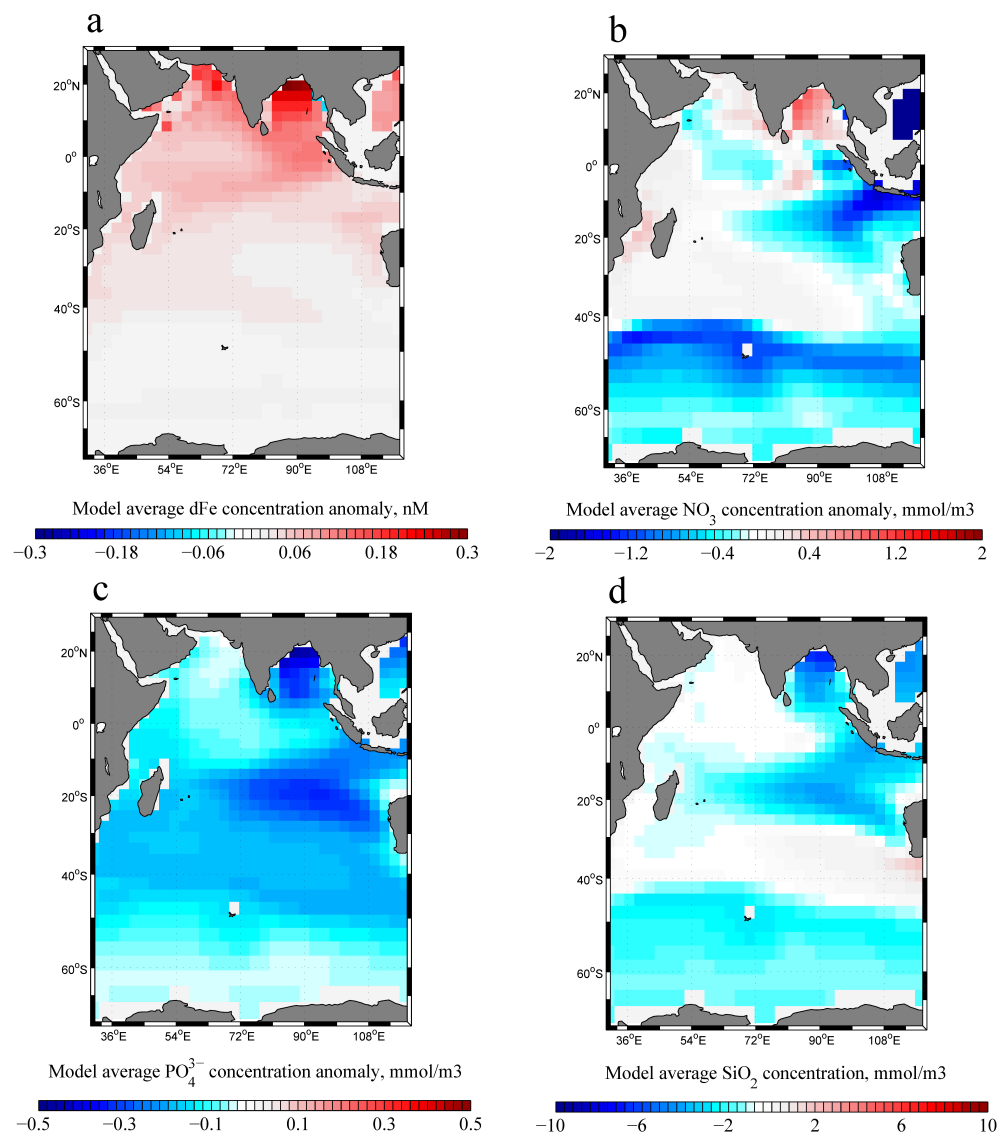 a
20°N
0°
20°S
40°S
60°S
36°E 54°E 72°E 90°E 108°E
Model average dFe concentration anomaly, nM
−0.3 −0.18 −0.06 0.06 0.18 0.3
b
20°N
0°
20°S
40°S
60°S
36°E 54°E 72°E 90°E 108°E
Model average NO3 concentration anomaly, mmol/m3
−2 −1.2 −0.4 0.4 1.2 2
c
20°N
0°
20°S
40°S
60°S
36°E 54°E 72°E 90°E 108°E
Model average PO4^3− concentration anomaly, mmol/m3
−0.5 −0.3 −0.1 0.1 0.3 0.5
d
20°N
0°
20°S
40°S
60°S
36°E 54°E 72°E 90°E 108°E
Model average SiO2 concentration, mmol/m3
−10 −6 −2 2 6 10